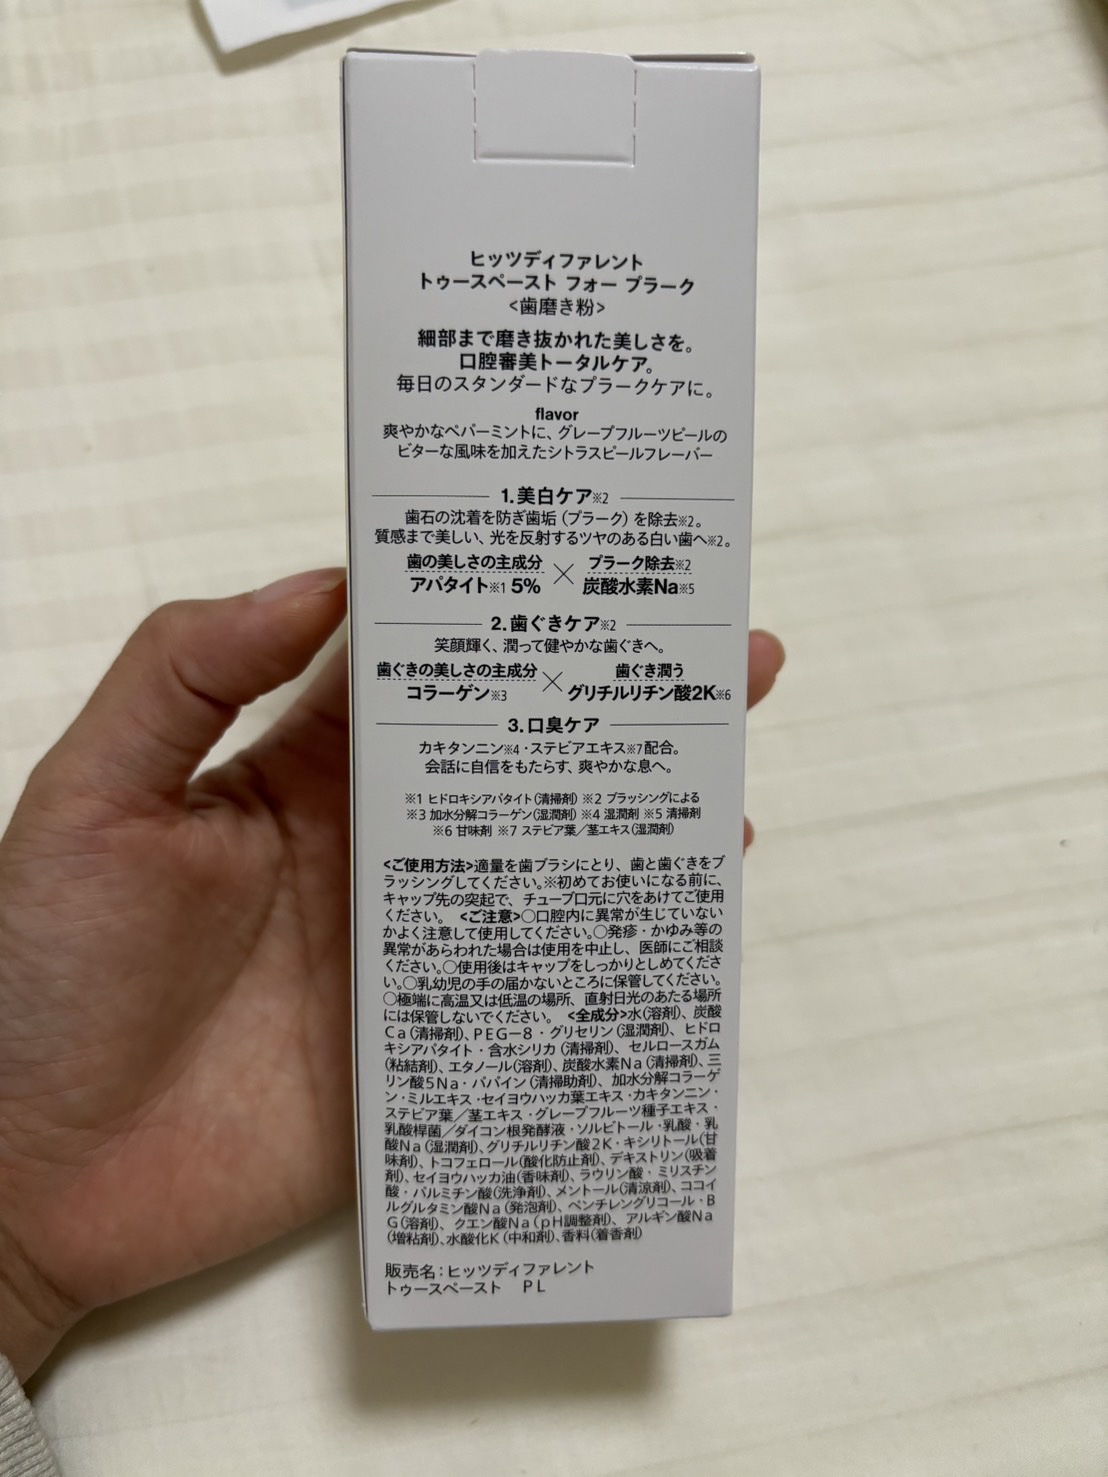 ヒッツディファレント
トゥースペースト フォー プラーク
<歯磨き粉>
細部まで磨き抜かれた美しさを。
口腔審美トータルケア。
毎日のスタンダードなプラークケアに。
flavor
爽やかなペパーミントに、グレープフルーツピールの
ビターな風味を加えたシトラスピールフレーバー
1.美白ケア※2
歯石の沈着を防ぎ歯垢（プラーク）を除去※2。
質感まで美しい、光を反射するツヤのある白い歯へ※2。
歯の美しさの主成分 プラーク除去※2
アパタイト※1 5% × 炭酸水素Na※5
2.歯ぐきケア※2
笑顔輝く、潤って健やかな歯ぐきへ。
歯ぐきの美しさの主成分 歯ぐき潤う
コラーゲン※3 × グリチルリチン酸2K※6
3.口臭ケア
カキタンニン※4・ステビアエキス※7配合。
会話に自信をもたらす、爽やかな息へ。
※1 ヒドロキシアパタイト(清掃剤) ※2 ブラッシングによる
※3 加水分解コラーゲン(湿潤剤) ※4 湿潤剤 ※5 清掃剤
※6 甘味剤 ※7 ステビア葉／茎エキス(湿潤剤)
<ご使用方法>適量を歯ブラシにとり、歯と歯ぐきをブ
ラッシングしてください。※初めてお使いになる前に、
キャップ先の突起で、チューブ口元に穴をあけてご使用
ください。 <ご注意>○口腔内に異常が生じていない
かよく注意して使用してください。○発疹・かゆみ等の
異常があらわれた場合は使用を中止し、医師にご相談
ください。○使用後はキャップをしっかりとしめてくださ
い。○乳幼児の手の届かないところに保管してください。
○極端に高温又は低温の場所、直射日光のあたる場所
には保管しないでください。 <全成分>水(溶剤)、炭酸
Ca(清掃剤)、PEG－8・グリセリン(湿潤剤)、ヒドロ
キシアパタイト・含水シリカ(清掃剤)、セルロースガム
(粘結剤)、エタノール(溶剤)、炭酸水素Na(清掃剤)、三
リン酸5Na・パパイン(清掃助剤)、加水分解コラーゲ
ン・ミルエキス・セイヨウハッカ葉エキス・カキタンニン・
ステビア葉／茎エキス・グレープフルーツ種子エキス・
乳酸桿菌／ダイコン根発酵液・ソルビトール・乳酸・乳
酸Na(湿潤剤)、グリチルリチン酸2K・キシリトール(甘
味剤)、トコフェロール(酸化防止剤)、デキストリン(吸着
剤)、セイヨウハッカ油(香味剤)、ラウリン酸・ミリスチン
酸・パルミチン酸(洗浄剤)、メントール(清涼剤)、ココイ
ルグルタミン酸Na(発泡剤)、ペンチレングリコール・B
G(溶剤)、クエン酸Na(pH調整剤)、アルギン酸Na
(増粘剤)、水酸化K(中和剤)、香料(着香剤)
販売名：ヒッツディファレント
トゥースペースト PL